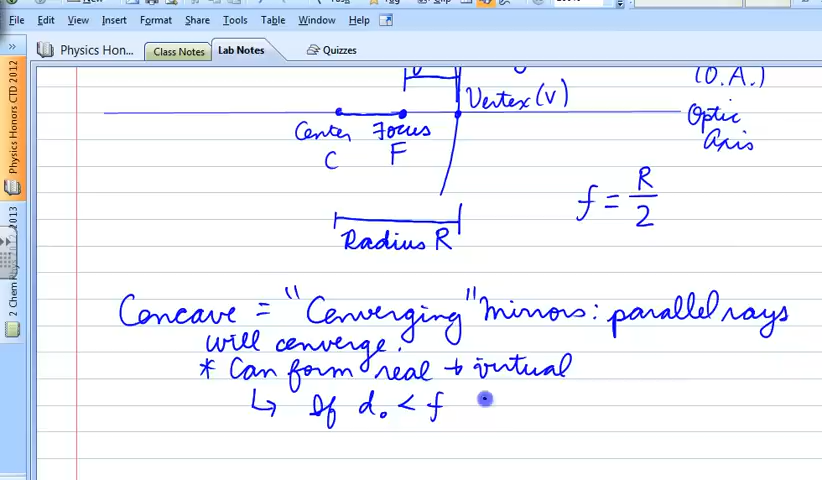 File Edit View Insert Format Share Tools Table Window Help
Physics Hon... Class Notes Lab Notes Quizzes
Physics Honors CTD 2012
2013
(O.A.)
Vertex (V)
Optic
Axis
Center Focus
C F
f = R/2
Radius R
Concave = "Converging" mirrors: parallel rays
will converge.
* Can form real + virtual
↳ If do < f